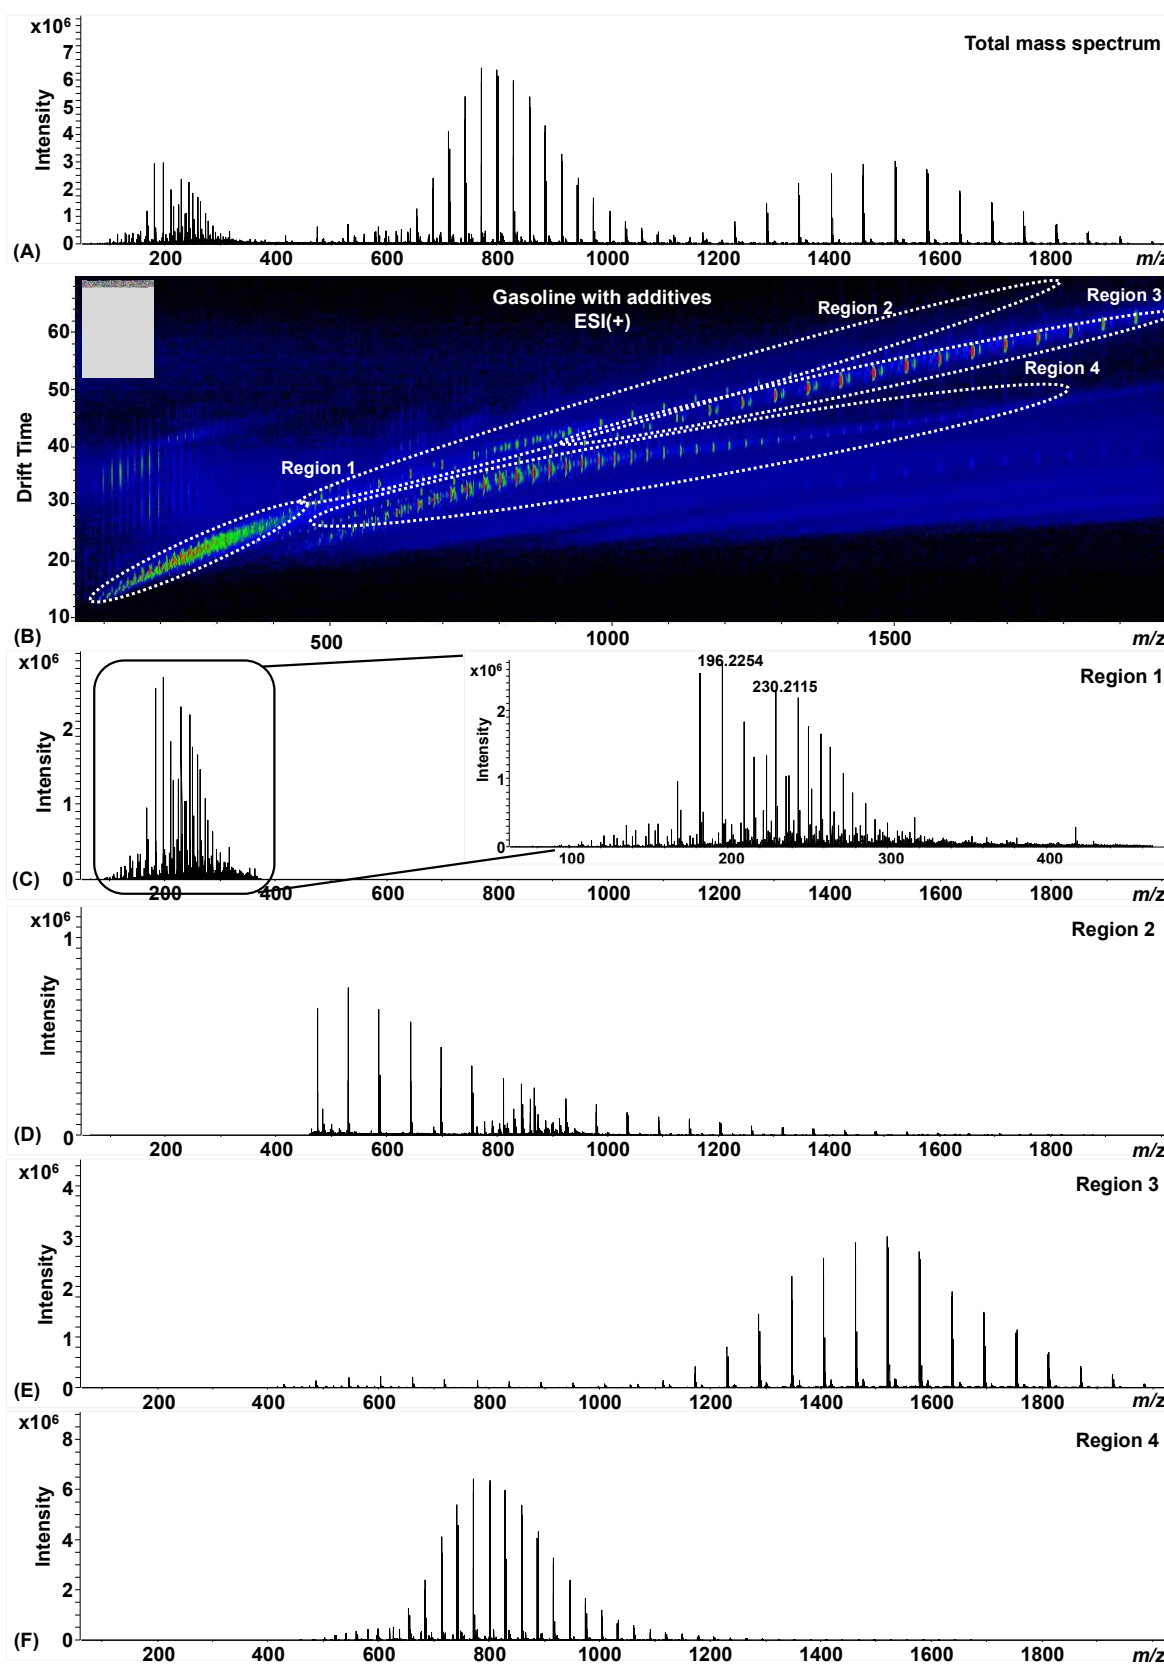 x10⁶
Total mass spectrum
7
6
5
4
3
2
1
0
Intensity
200 400 600 800 1000 1200 1400 1600 1800 m/z
(A)
Gasoline with additives
ESI(+)
Region 1
Region 2
Region 3
Region 4
60
50
40
30
20
10
Drift Time
500 1000 1500 m/z
(B)
x10⁶
Region 1
2
1
0
Intensity
200 400 600 800 1000 1200 1400 1600 1800 m/z
(C)
x10⁶
196.2254
230.2115
2
1
0
Intensity
100 200 300 400
x10⁶
Region 2
1
0
Intensity
200 400 600 800 1000 1200 1400 1600 1800 m/z
(D)
x10⁶
Region 3
4
3
2
1
0
Intensity
200 400 600 800 1000 1200 1400 1600 1800 m/z
(E)
x10⁶
Region 4
8
6
4
2
0
Intensity
200 400 600 800 1000 1200 1400 1600 1800 m/z
(F)